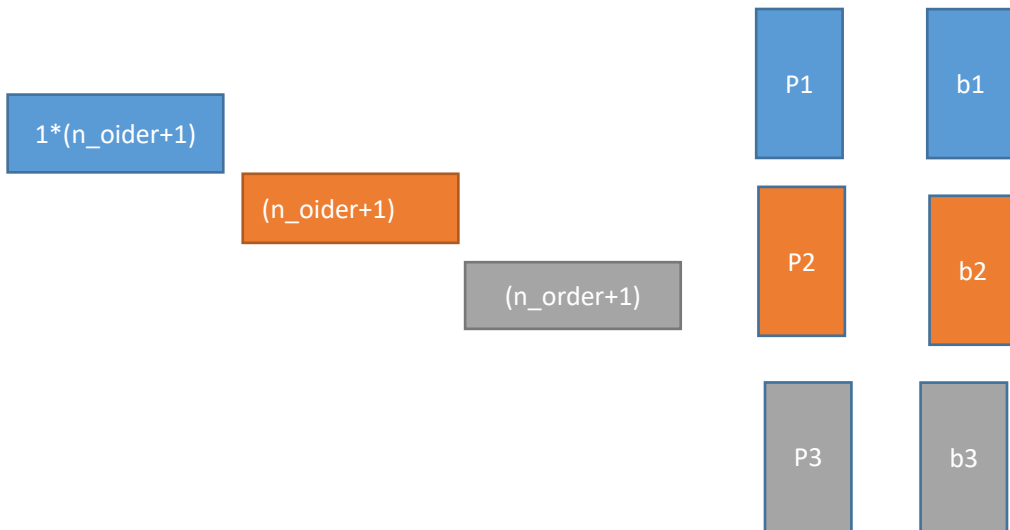 P1
b1
1*(n_oider+1)
(n_oider+1)
P2
b2
(n_order+1)
P3
b3